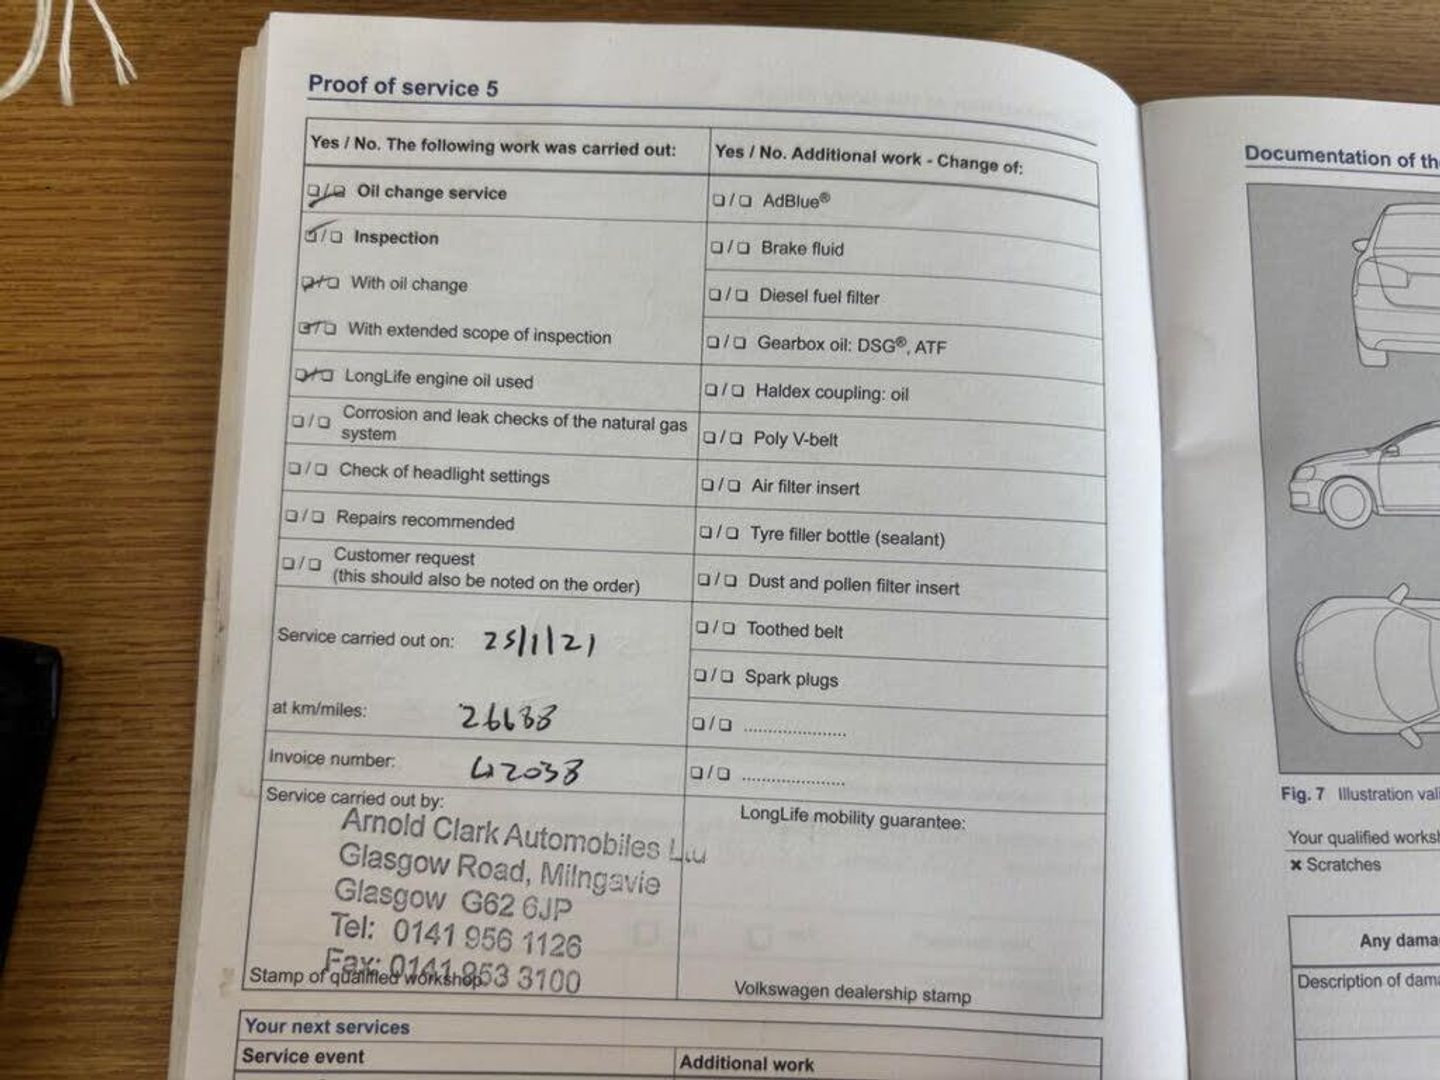 Proof of service 5
Yes / No. The following work was carried out:
❏/❏ Oil change service
❏/❏ Inspection
❏/❏ With oil change
❏/❏ With extended scope of inspection
❏/❏ LongLife engine oil used
❏/❏ Corrosion and leak checks of the natural gas
system
❏/❏ Check of headlight settings
❏/❏ Repairs recommended
❏/❏ Customer request
(this should also be noted on the order)
Service carried out on: 25/1/21
at km/miles: 26688
Invoice number: 42038
Service carried out by:
Arnold Clark Automobiles Ltd
Glasgow Road, Milngavie
Glasgow G62 6JP
Tel: 0141 956 1126
Fax: 0141 953 3100
Stamp of qualified workshop
Yes / No. Additional work - Change of:
❏/❏ AdBlue®
❏/❏ Brake fluid
❏/❏ Diesel fuel filter
❏/❏ Gearbox oil: DSG®, ATF
❏/❏ Haldex coupling: oil
❏/❏ Poly V-belt
❏/❏ Air filter insert
❏/❏ Tyre filler bottle (sealant)
❏/❏ Dust and pollen filter insert
❏/❏ Toothed belt
❏/❏ Spark plugs
❏/❏ .....................
❏/❏ .....................
LongLife mobility guarantee:
Volkswagen dealership stamp
Your next services
Service event
Additional work
Documentation of th
Fig. 7 Illustration val
Your qualified works
✖ Scratches
Any dama
Description of dam